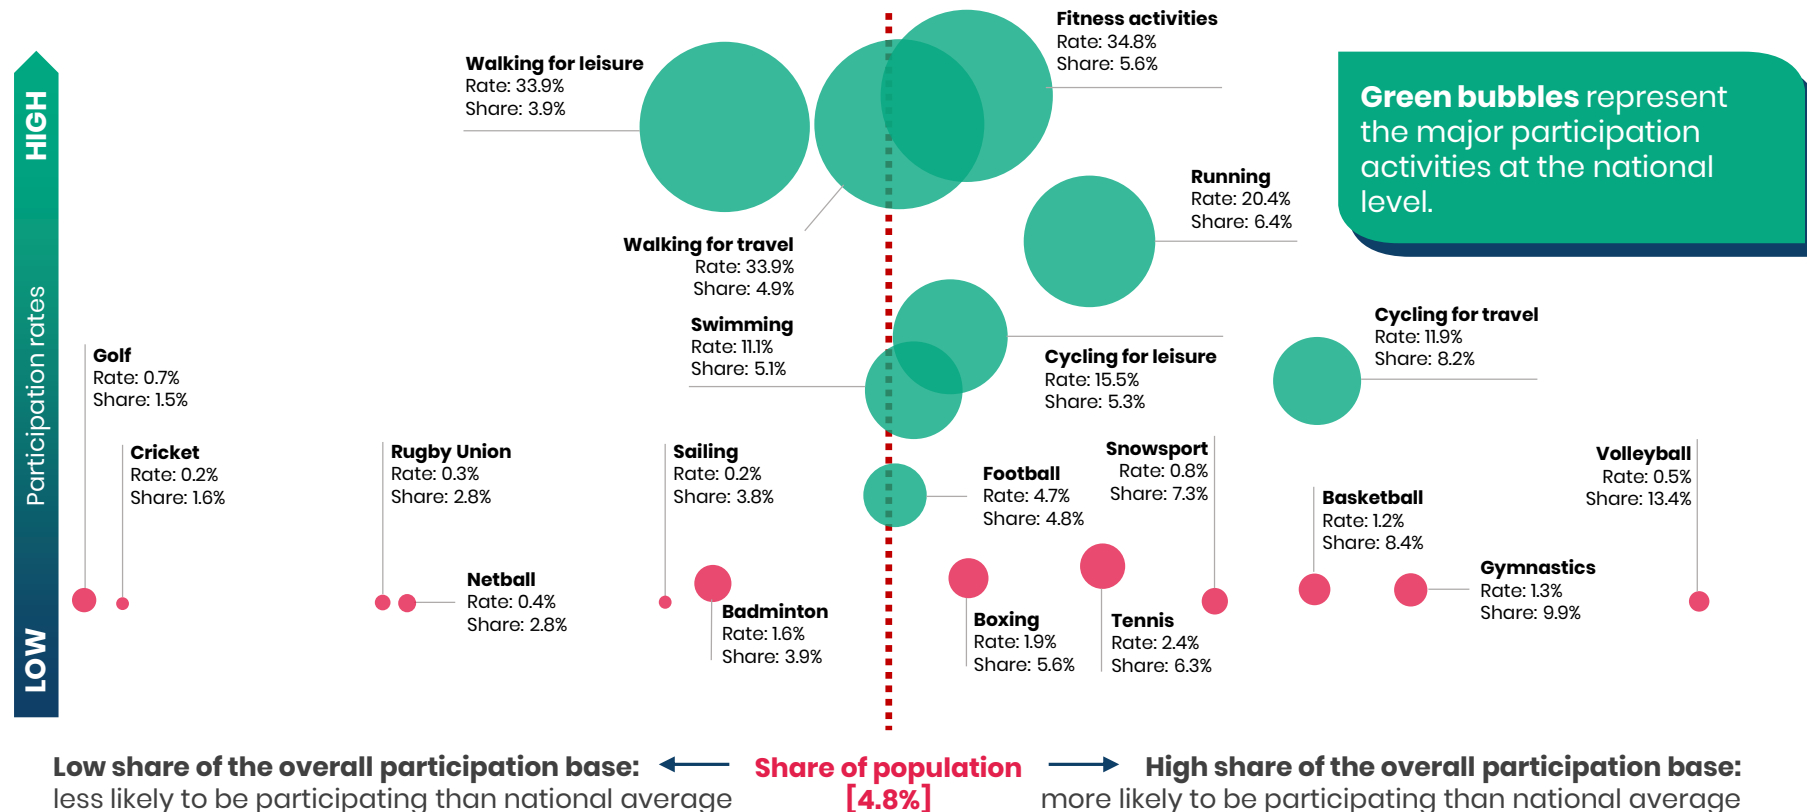 HIGH
Participation rates
LOW
Walking for leisure
Rate: 33.9%
Share: 3.9%
Fitness activities
Rate: 34.8%
Share: 5.6%
Green bubbles represent
the major participation
activities at the national
level.
Running
Rate: 20.4%
Share: 6.4%
Walking for travel
Rate: 33.9%
Share: 4.9%
Swimming
Rate: 11.1%
Share: 5.1%
Cycling for leisure
Rate: 15.5%
Share: 5.3%
Cycling for travel
Rate: 11.9%
Share: 8.2%
Golf
Rate: 0.7%
Share: 1.5%
Cricket
Rate: 0.2%
Share: 1.6%
Rugby Union
Rate: 0.3%
Share: 2.8%
Sailing
Rate: 0.2%
Share: 3.8%
Football
Rate: 4.7%
Share: 4.8%
Snowsport
Rate: 0.8%
Share: 7.3%
Basketball
Rate: 1.2%
Share: 8.4%
Volleyball
Rate: 0.5%
Share: 13.4%
Netball
Rate: 0.4%
Share: 2.8%
Badminton
Rate: 1.6%
Share: 3.9%
Boxing
Rate: 1.9%
Share: 5.6%
Tennis
Rate: 2.4%
Share: 6.3%
Gymnastics
Rate: 1.3%
Share: 9.9%
Low share of the overall participation base:
less likely to be participating than national average
Share of population
[4.8%]
High share of the overall participation base:
more likely to be participating than national average